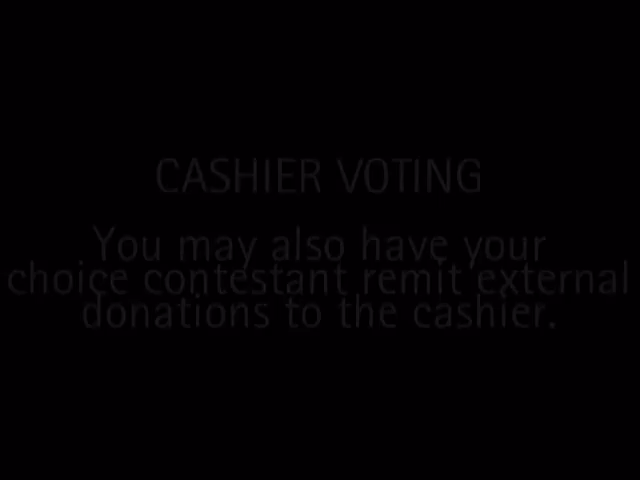 CASHIER VOTING
You may also have your
choice contestant remit external
donations to the cashier.